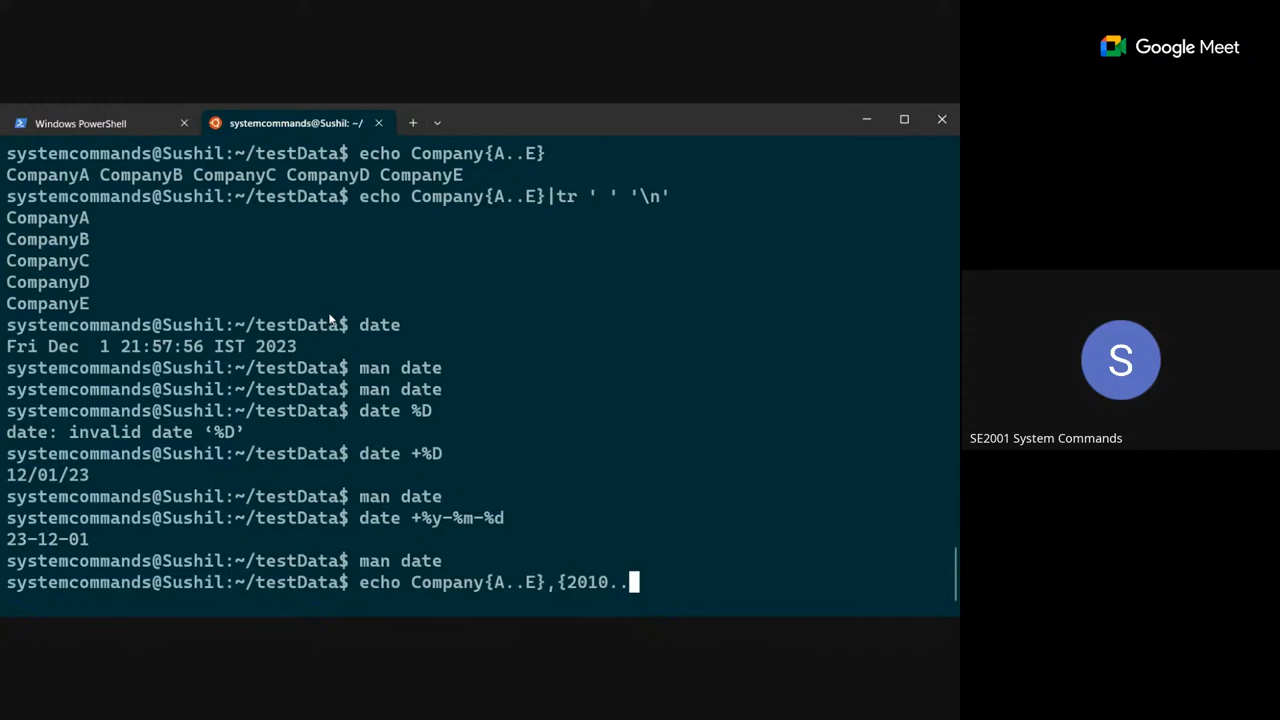 Google Meet
Windows PowerShell
systemcommands@Sushil: ~/
systemcommands@Sushil:~/testData$ echo Company{A..E}
CompanyA CompanyB CompanyC CompanyD CompanyE
systemcommands@Sushil:~/testData$ echo Company{A..E}|tr ' ' '\n'
CompanyA
CompanyB
CompanyC
CompanyD
CompanyE
systemcommands@Sushil:~/testData$ date
Fri Dec  1 21:57:56 IST 2023
systemcommands@Sushil:~/testData$ man date
systemcommands@Sushil:~/testData$ man date
systemcommands@Sushil:~/testData$ date %D
date: invalid date ‘%D’
systemcommands@Sushil:~/testData$ date +%D
12/01/23
systemcommands@Sushil:~/testData$ man date
systemcommands@Sushil:~/testData$ date +%y-%m-%d
23-12-01
systemcommands@Sushil:~/testData$ man date
systemcommands@Sushil:~/testData$ echo Company{A..E},{2010..
S
SE2001 System Commands